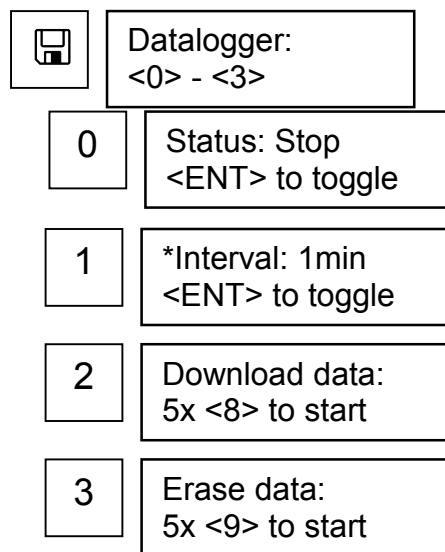 Datalogger:
<0> - <3>
0
Status: Stop
<ENT> to toggle
1
*Interval: 1min
<ENT> to toggle
2
Download data:
5x <8> to start
3
Erase data:
5x <9> to start